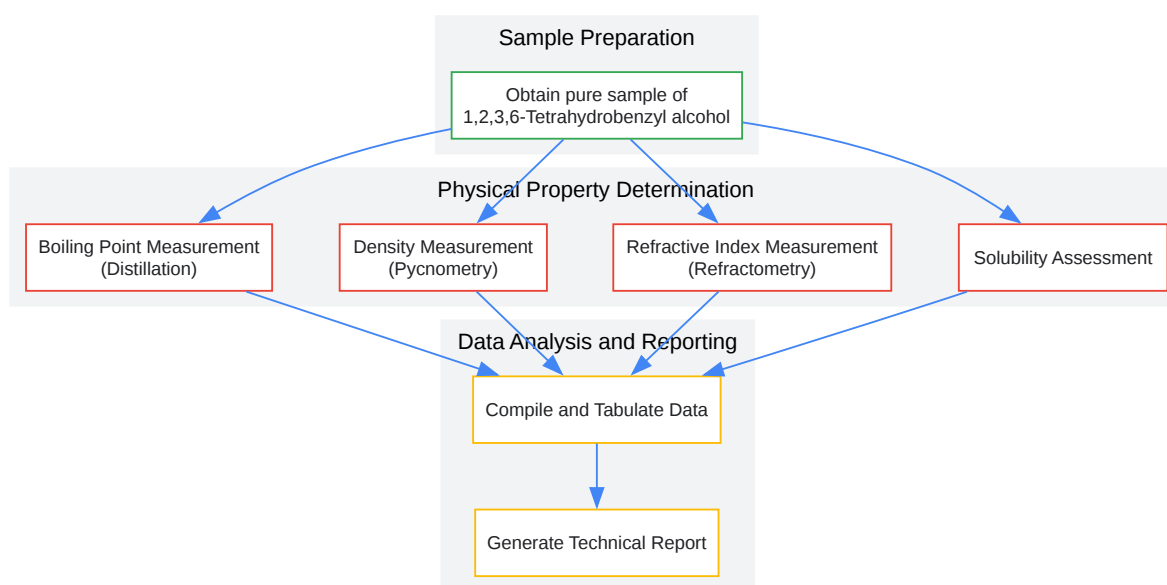 Sample Preparation
Obtain pure sample of
1,2,3,6-Tetrahydrobenzyl alcohol
Physical Property Determination
Boiling Point Measurement
(Distillation)
Density Measurement
(Pycnometry)
Refractive Index Measurement
(Refractometry)
Solubility Assessment
Data Analysis and Reporting
Compile and Tabulate Data
Generate Technical Report